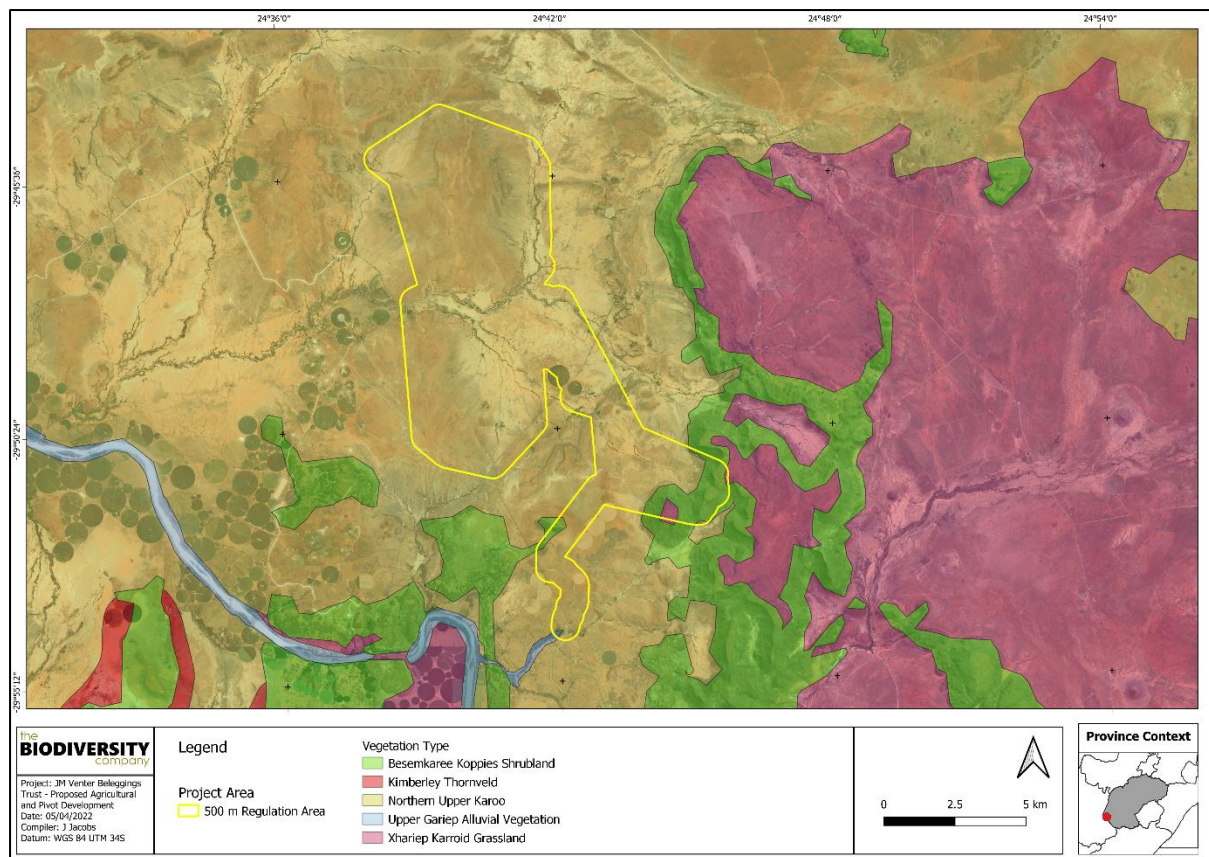 24°36'0"
24°42'0"
24°48'0"
24°54'0"
-29°45'36"
-29°50'24"
-29°55'12"
the
BIODIVERSITY
company
Project: JM Venter Beleggings
Trust - Proposed Agricultural
and Pivot Development
Date: 05/04/2022
Compiler: J Jacobs
Datum: WGS 84 UTM 34S
Legend
Project Area
500 m Regulation Area
Vegetation Type
Besemkaree Koppies Shrubland
Kimberley Thornveld
Northern Upper Karoo
Upper Gariep Alluvial Vegetation
Xhariep Karroid Grassland
0 2.5 5 km
Province Context